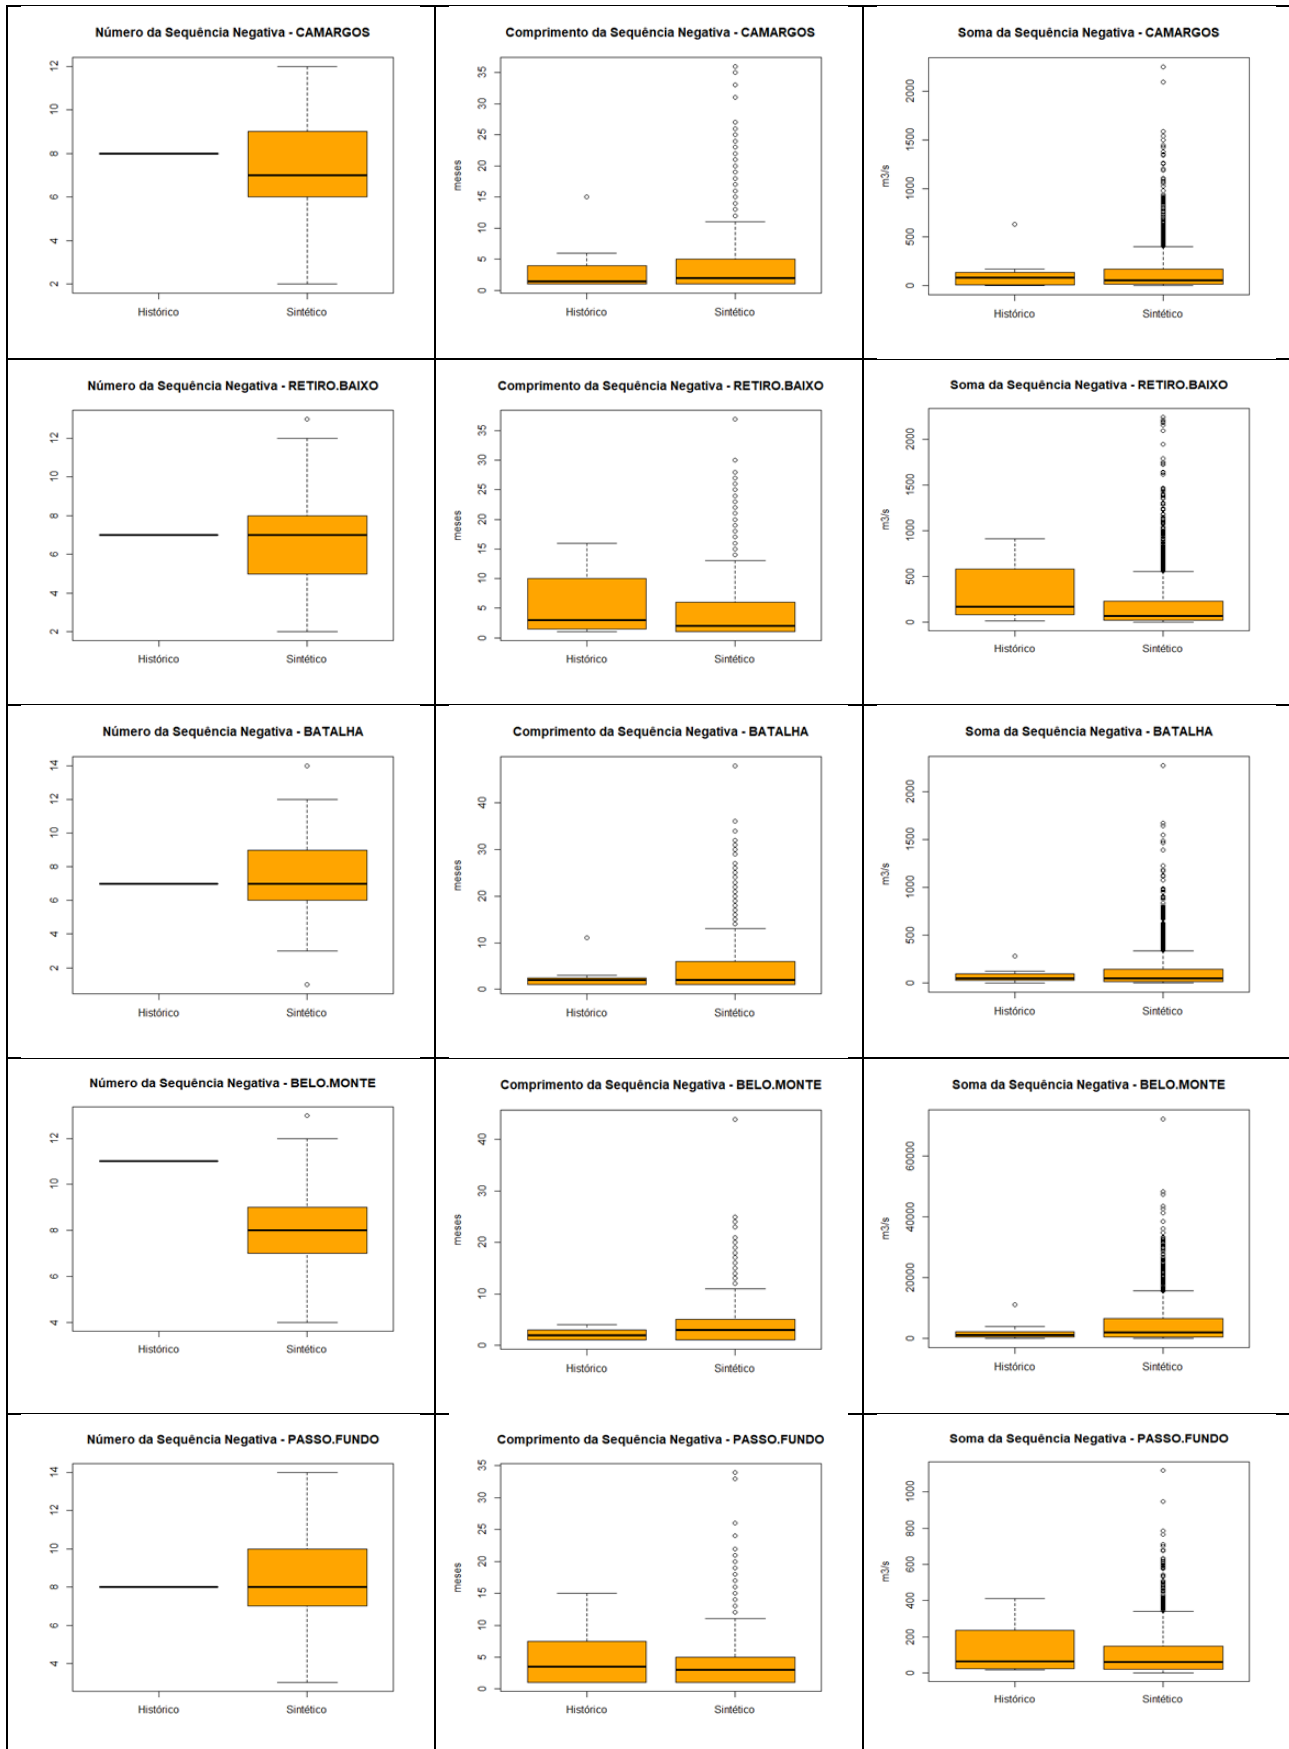 Número da Sequência Negativa - CAMARGOS
12
10
8
6
4
2
Histórico Sintético
Comprimento da Sequência Negativa - CAMARGOS
meses
35
30
25
20
15
10
5
0
Histórico Sintético
Soma da Sequência Negativa - CAMARGOS
m3/s
2000
1500
1000
500
0
Histórico Sintético
Número da Sequência Negativa - RETIRO.BAIXO
12
10
8
6
4
2
Histórico Sintético
Comprimento da Sequência Negativa - RETIRO.BAIXO
meses
35
30
25
20
15
10
5
0
Histórico Sintético
Soma da Sequência Negativa - RETIRO.BAIXO
m3/s
2000
1500
1000
500
0
Histórico Sintético
Número da Sequência Negativa - BATALHA
14
12
10
8
6
4
2
Histórico Sintético
Comprimento da Sequência Negativa - BATALHA
meses
40
30
20
10
0
Histórico Sintético
Soma da Sequência Negativa - BATALHA
m3/s
2000
1500
1000
500
0
Histórico Sintético
Número da Sequência Negativa - BELO.MONTE
12
10
8
6
4
Histórico Sintético
Comprimento da Sequência Negativa - BELO.MONTE
meses
40
30
20
10
0
Histórico Sintético
Soma da Sequência Negativa - BELO.MONTE
m3/s
60000
40000
20000
0
Histórico Sintético
Número da Sequência Negativa - PASSO.FUNDO
14
12
10
8
6
4
Histórico Sintético
Comprimento da Sequência Negativa - PASSO.FUNDO
meses
35
30
25
20
15
10
5
0
Histórico Sintético
Soma da Sequência Negativa - PASSO.FUNDO
m3/s
1000
800
600
400
200
0
Histórico Sintético